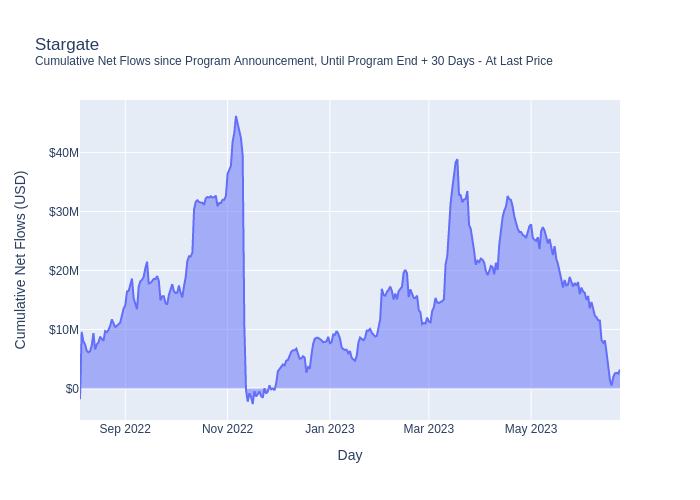 Stargate
Cumulative Net Flows since Program Announcement, Until Program End + 30 Days - At Last Price
Cumulative Net Flows (USD)
$40M
$30M
$20M
$10M
$0
Sep 2022
Nov 2022
Jan 2023
Mar 2023
May 2023
Day